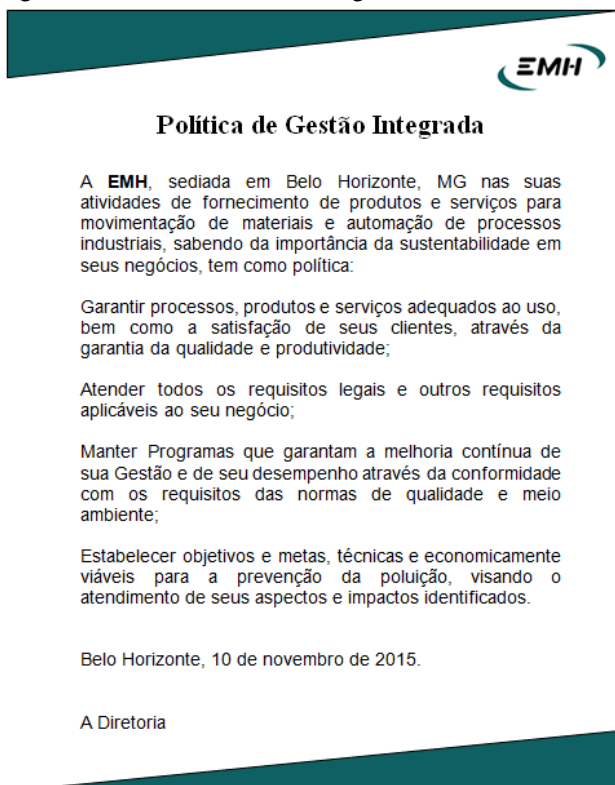 EMH
Política de Gestão Integrada
A EMH, sediada em Belo Horizonte, MG nas suas
atividades de fornecimento de produtos e serviços para
movimentação de materiais e automação de processos
industriais, sabendo da importância da sustentabilidade em
seus negócios, tem como política:
Garantir processos, produtos e serviços adequados ao uso,
bem como a satisfação de seus clientes, através da
garantia da qualidade e produtividade;
Atender todos os requisitos legais e outros requisitos
aplicáveis ao seu negócio;
Manter Programas que garantam a melhoria contínua de
sua Gestão e de seu desempenho através da conformidade
com os requisitos das normas de qualidade e meio
ambiente;
Estabelecer objetivos e metas, técnicas e economicamente
viáveis para a prevenção da poluição, visando o
atendimento de seus aspectos e impactos identificados.
Belo Horizonte, 10 de novembro de 2015.
A Diretoria